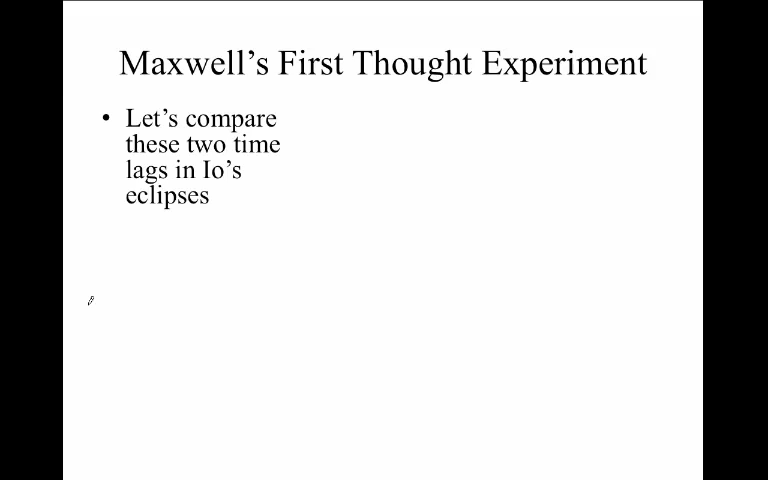 Maxwell’s First Thought Experiment
• Let’s compare
these two time
lags in Io’s
eclipses